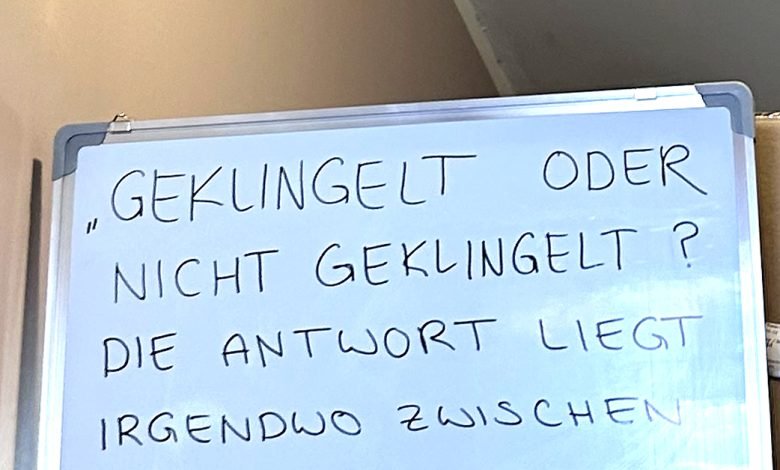 „GEKLINGELT ODER
NICHT GEKLINGELT ?
DIE ANTWORT LIEGT
IRGENDWO ZWISCHEN